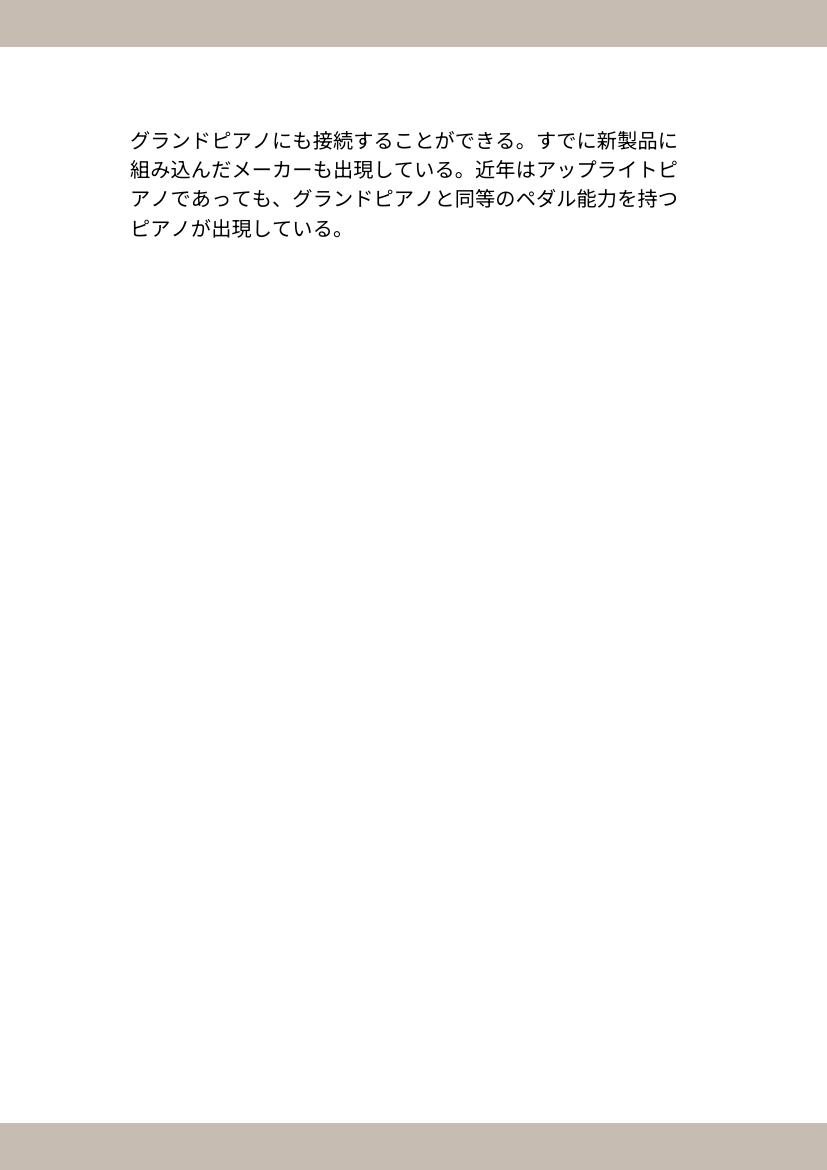 グランドピアノにも接続することができる。すでに新製品に
組み込んだメーカーも出現している。近年はアップライトピ
アノであっても、グランドピアノと同等のペダル能力を持つ
ピアノが出現している。